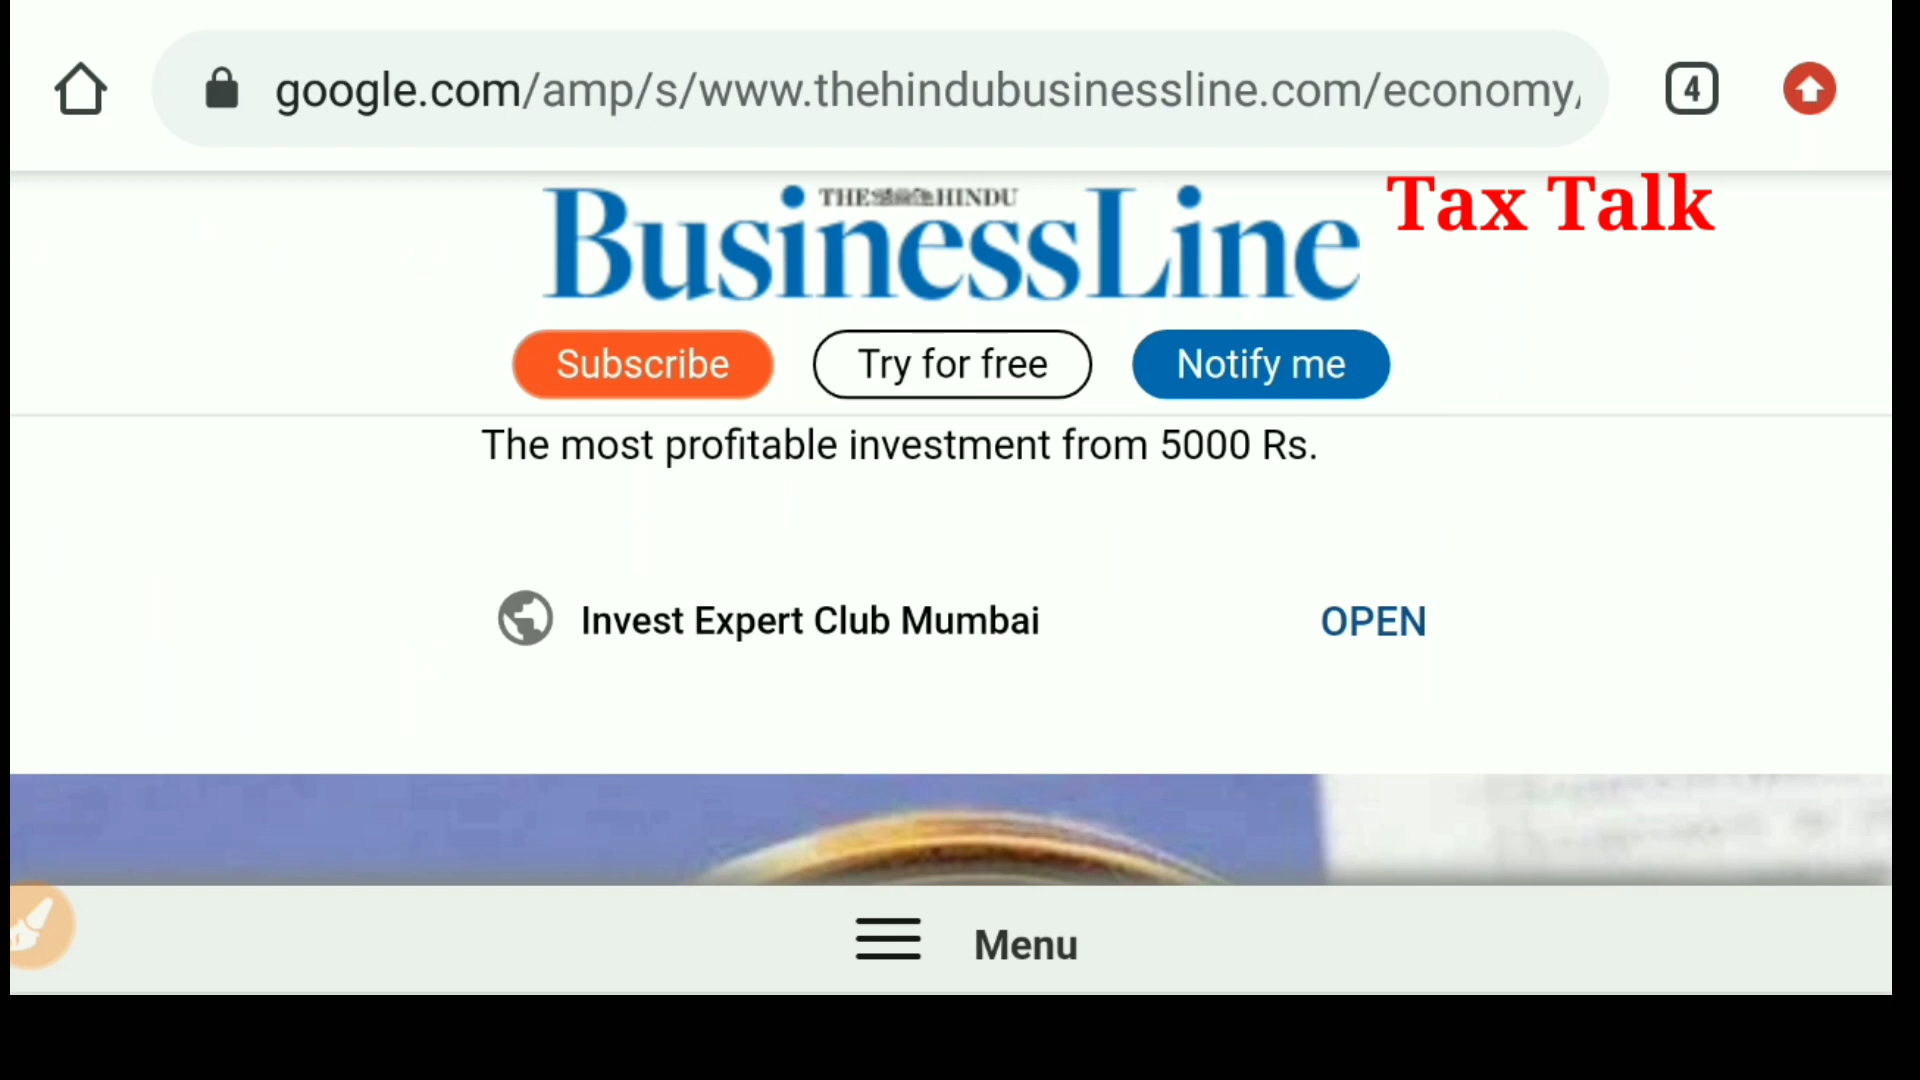 google.com/amp/s/www.thehindubusinessline.com/economy/
4
THE HINDU
BusinessLine
Tax Talk
Subscribe
Try for free
Notify me
The most profitable investment from 5000 Rs.
Invest Expert Club Mumbai
OPEN
Menu